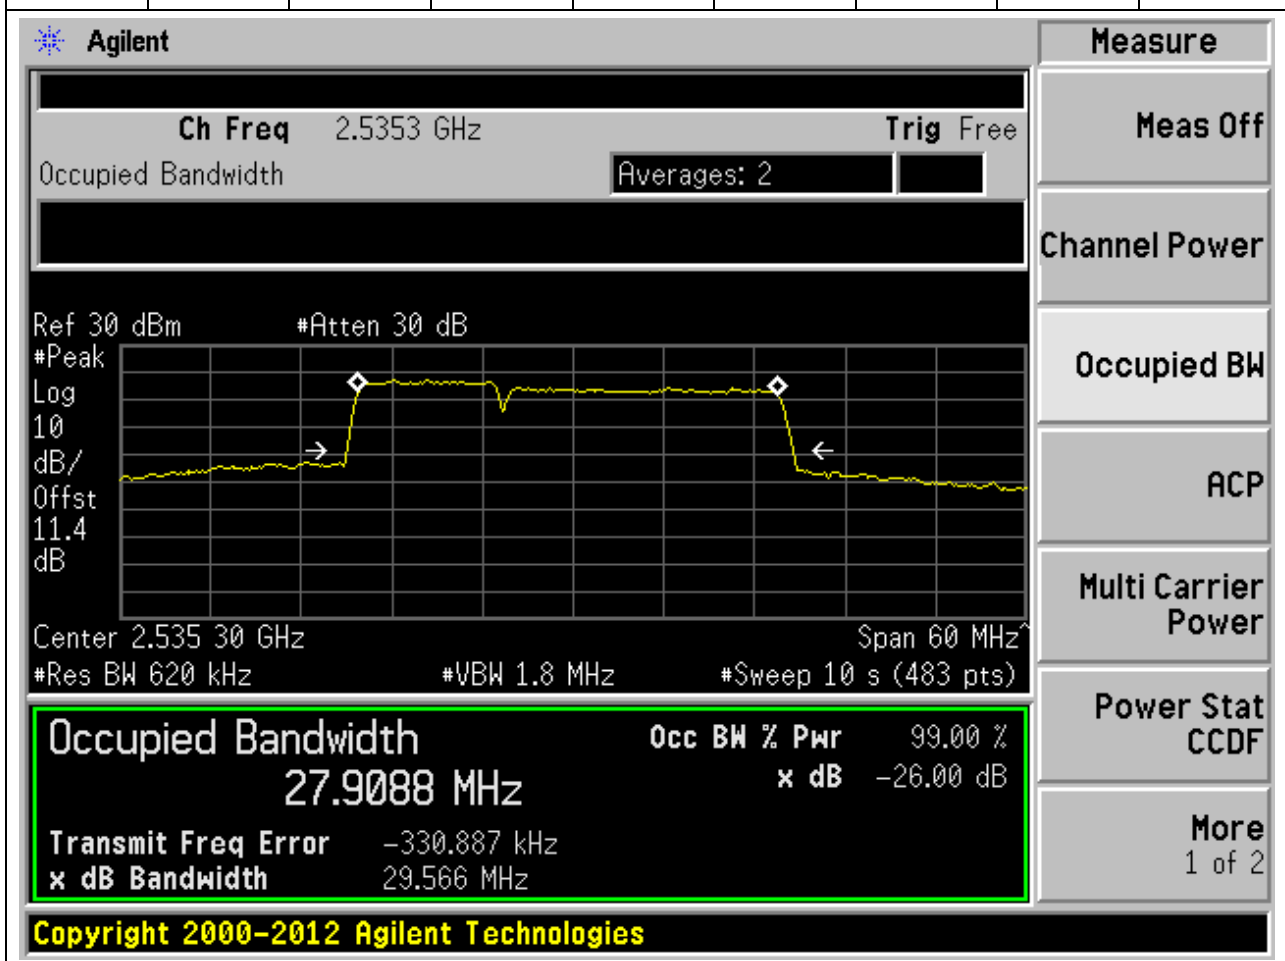 Agilent
Measure
Ch Freq 2.5353 GHz Trig Free
Meas Off
Occupied Bandwidth Averages: 2
Channel Power
Ref 30 dBm #Atten 30 dB
#Peak
Log
10
dB/
Offst
11.4
dB
Occupied BW
ACP
Center 2.535 30 GHz Span 60 MHz^
#Res BW 620 kHz #VBW 1.8 MHz #Sweep 10 s (483 pts)
Multi Carrier
Power
Occupied Bandwidth
27.9088 MHz
Occ BW % Pwr 99.00 %
x dB -26.00 dB
Transmit Freq Error -330.887 kHz
x dB Bandwidth 29.566 MHz
Power Stat
CCDF
More
1 of 2
Copyright 2000-2012 Agilent Technologies